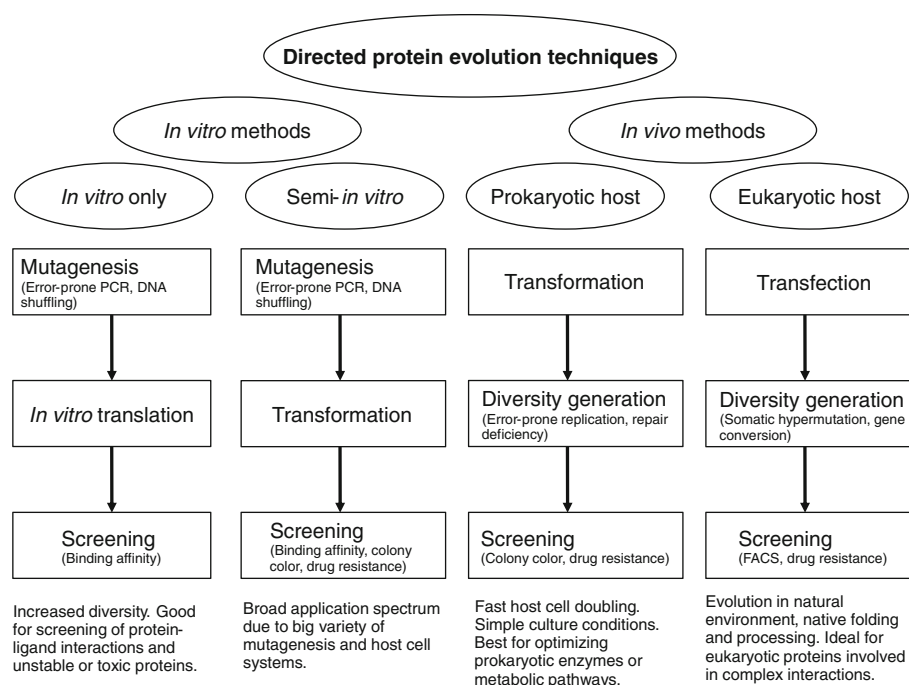 Directed protein evolution techniques
In vitro methods
In vivo methods
In vitro only
Semi-in vitro
Prokaryotic host
Eukaryotic host
Mutagenesis
(Error-prone PCR, DNA
shuffling)
Mutagenesis
(Error-prone PCR, DNA
shuffling)
Transformation
Transfection
In vitro translation
Transformation
Diversity generation
(Error-prone replication, repair
deficiency)
Diversity generation
(Somatic hypermutation, gene
conversion)
Screening
(Binding affinity)
Screening
(Binding affinity, colony
color, drug resistance)
Screening
(Colony color, drug resistance)
Screening
(FACS, drug resistance)
Increased diversity. Good
for screening of protein-
ligand interactions and
unstable or toxic proteins.
Broad application spectrum
due to big variety of
mutagenesis and host cell
systems.
Fast host cell doubling.
Simple culture conditions.
Best for optimizing
prokaryotic enzymes or
metabolic pathways.
Evolution in natural
environment, native folding
and processing. Ideal for
eukaryotic proteins involved
in complex interactions.